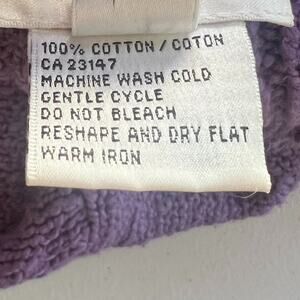 100% COTTON / COTON
CA 23147
MACHINE WASH COLD
GENTLE CYCLE
DO NOT BLEACH
RESHAPE AND DRY FLAT
WARM IRON